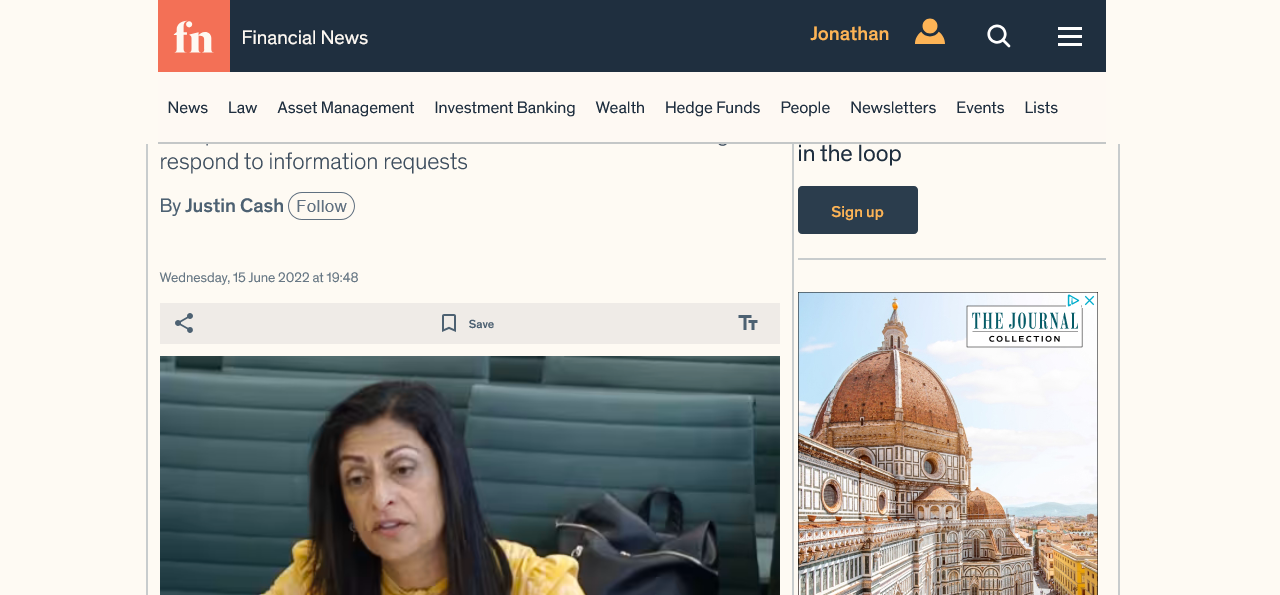 fn
Financial News
Jonathan
News Law Asset Management Investment Banking Wealth Hedge Funds People Newsletters Events Lists
respond to information requests
in the loop
By Justin Cash Follow
Sign up
Wednesday, 15 June 2022 at 19:48
Save
Tт
THE JOURNAL
COLLECTION